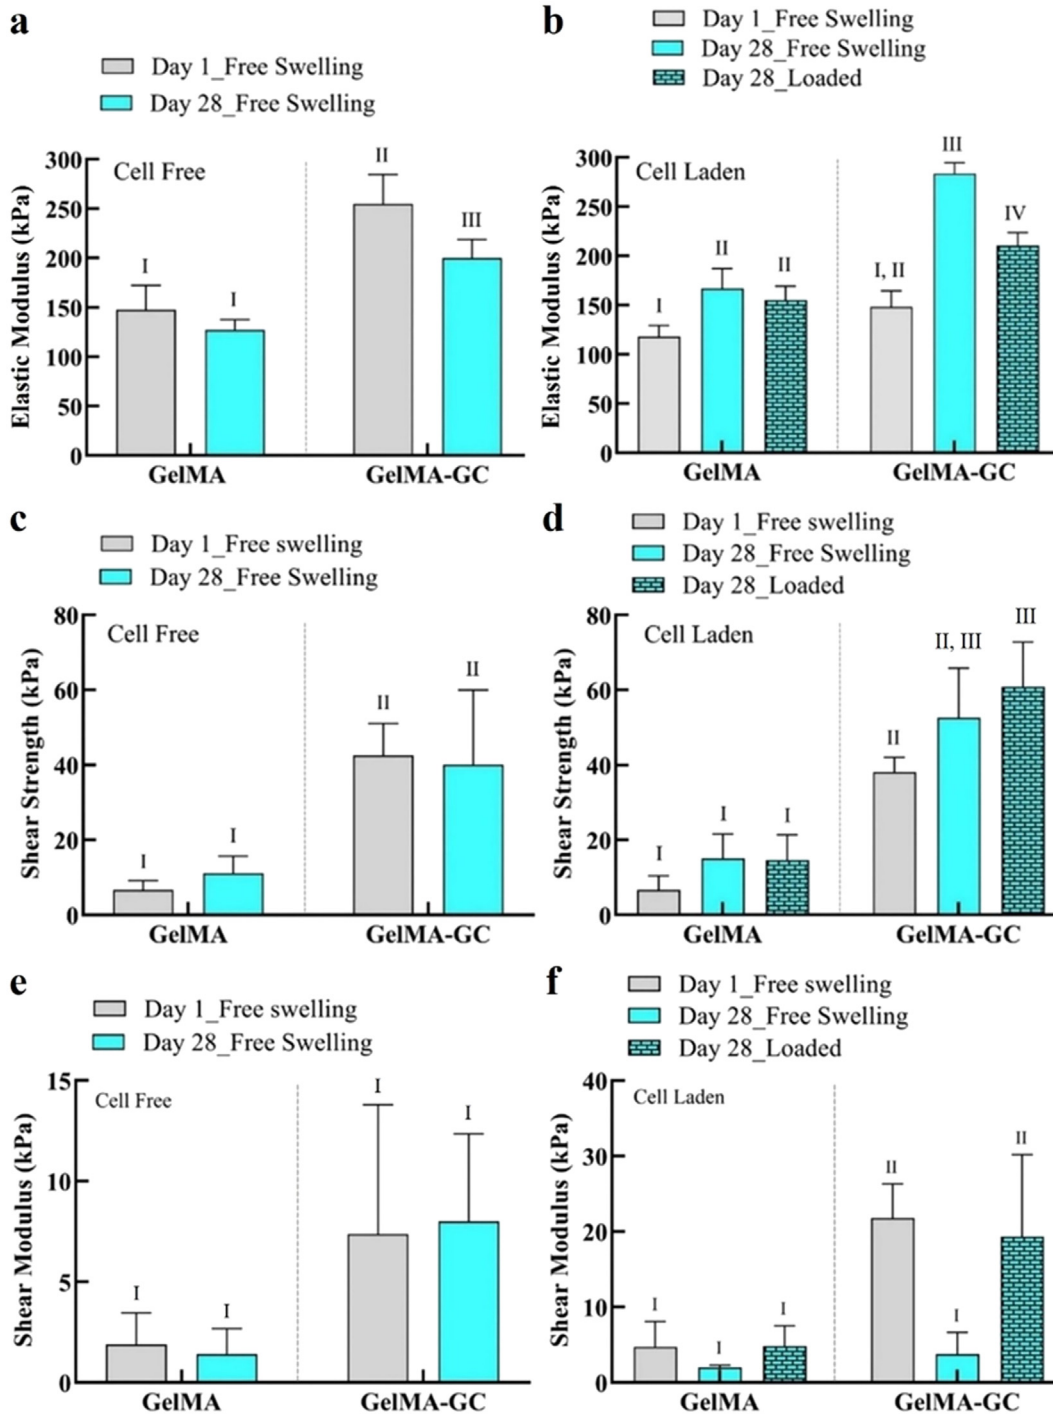 a
Day 1_Free Swelling
Day 28_Free Swelling
Cell Free
Elastic Modulus (kPa)
300
250
200
150
100
50
0
I
I
II
III
GelMA
GelMA-GC
b
Day 1_Free Swelling
Day 28_Free Swelling
Day 28_Loaded
Cell Laden
Elastic Modulus (kPa)
300
250
200
150
100
50
0
I
II
II
I, II
III
IV
GelMA
GelMA-GC
c
Day 1_Free swelling
Day 28_Free Swelling
Cell Free
Shear Strength (kPa)
80
60
40
20
0
I
I
II
II
GelMA
GelMA-GC
d
Day 1_Free swelling
Day 28_Free Swelling
Day 28_Loaded
Cell Laden
Shear Strength (kPa)
80
60
40
20
0
I
I
I
II
II, III
III
GelMA
GelMA-GC
e
Day 1_Free swelling
Day 28_Free Swelling
Cell Free
Shear Modulus (kPa)
15
10
5
0
I
I
I
I
GelMA
GelMA-GC
f
Day 1_Free swelling
Day 28_Free Swelling
Day 28_Loaded
Cell Laden
Shear Modulus (kPa)
40
30
20
10
0
I
I
I
II
I
II
GelMA
GelMA-GC